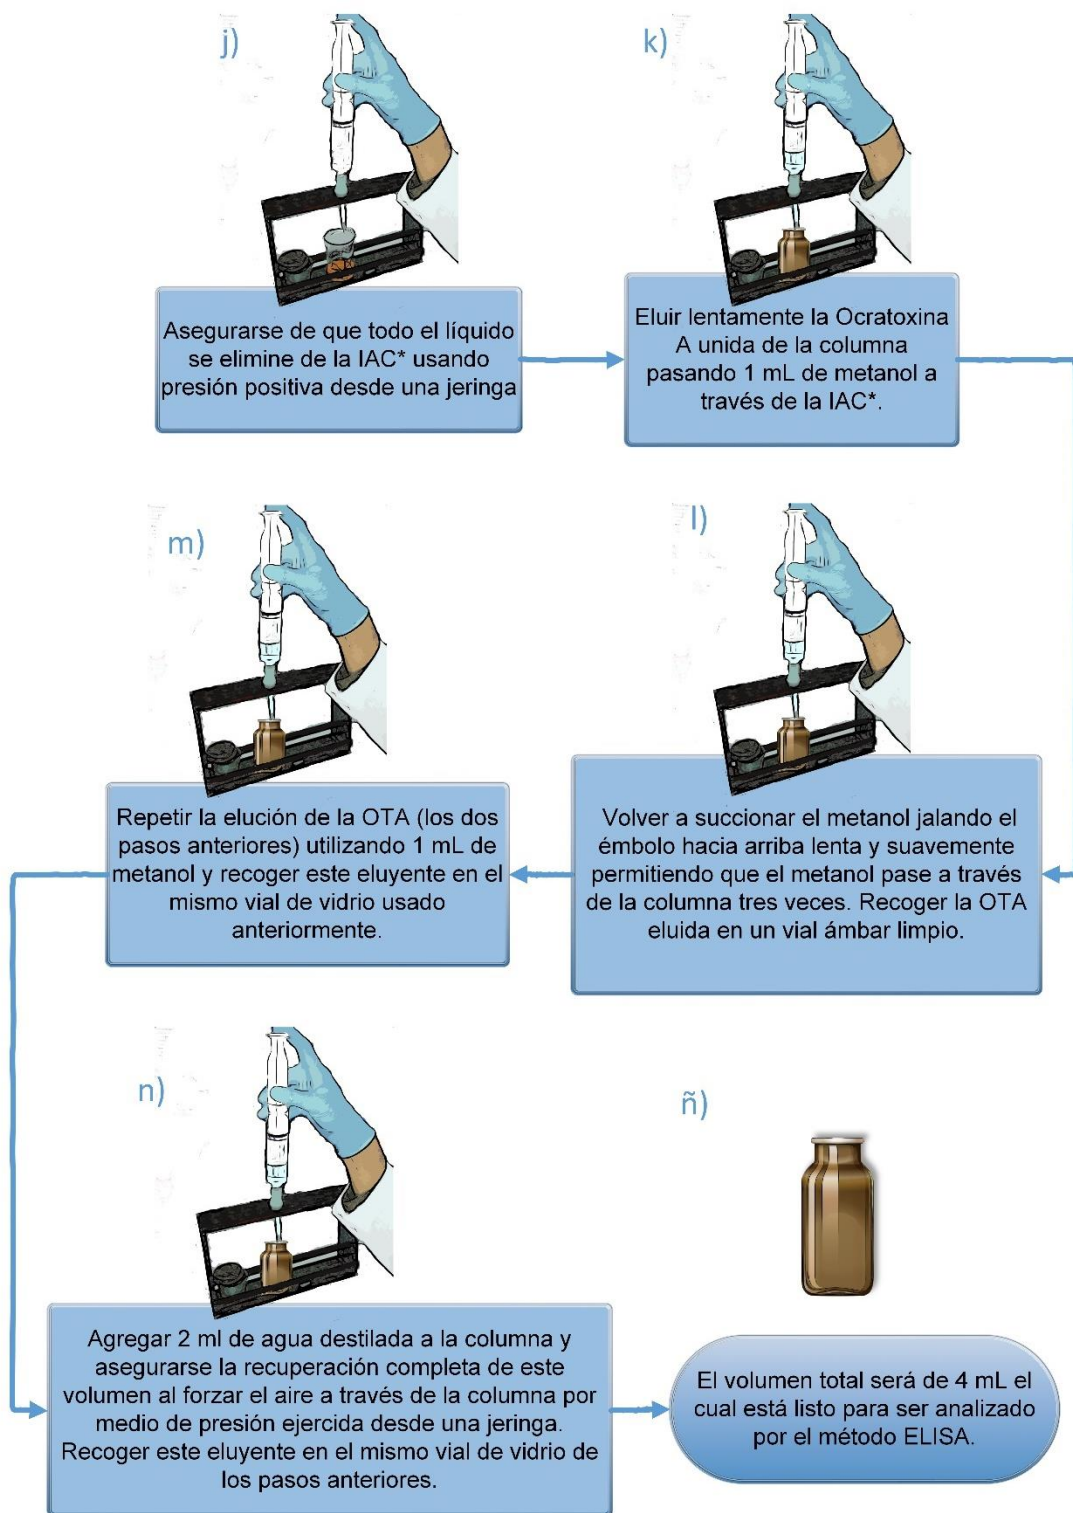 j)
Asegurarse de que todo el líquido
se elimine de la IAC* usando
presión positiva desde una jeringa
k)
Eluir lentamente la Ocratoxina
A unida de la columna
pasando 1 mL de metanol a
través de la IAC*.
l)
Volver a succionar el metanol jalando el
émbolo hacia arriba lenta y suavemente
permitiendo que el metanol pase a través
de la columna tres veces. Recoger la OTA
eluida en un vial ámbar limpio.
m)
Repetir la elución de la OTA (los dos
pasos anteriores) utilizando 1 mL de
metanol y recoger este eluyente en el
mismo vial de vidrio usado
anteriormente.
n)
Agregar 2 ml de agua destilada a la columna y
asegurarse la recuperación completa de este
volumen al forzar el aire a través de la columna por
medio de presión ejercida desde una jeringa.
Recoger este eluyente en el mismo vial de vidrio de
los pasos anteriores.
ñ)
El volumen total será de 4 mL el
cual está listo para ser analizado
por el método ELISA.